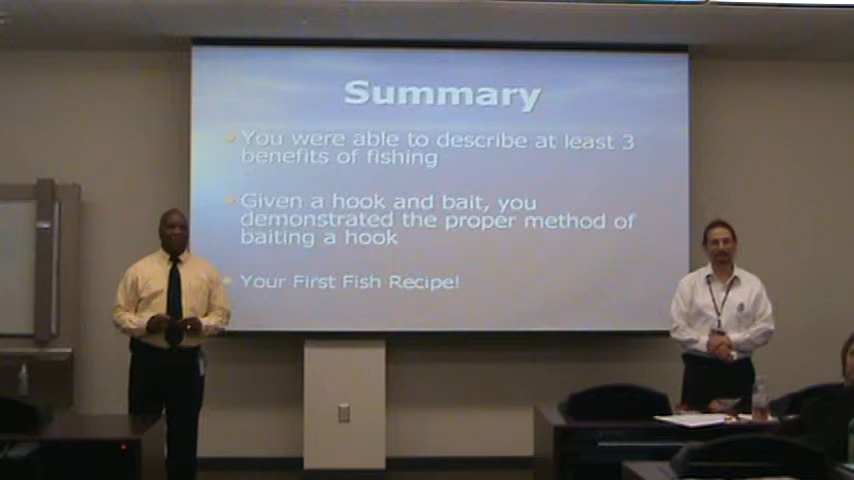 Summary
You were able to describe at least 3
benefits of fishing
Given a hook and bait, you
demonstrated the proper method of
baiting a hook
Your First Fish Recipe!